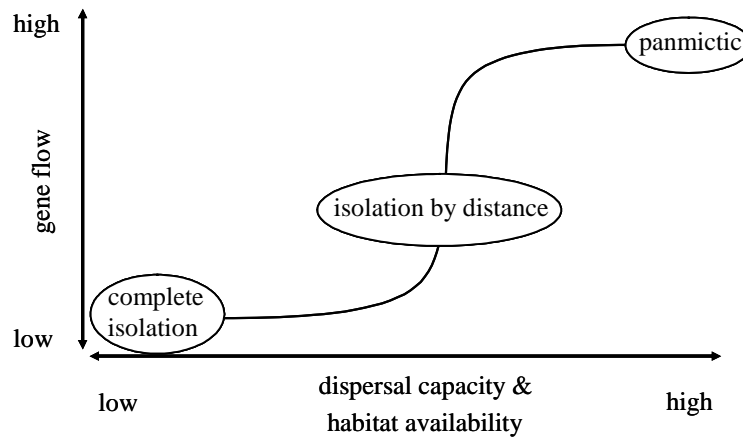 high
panmictic
gene flow
isolation by distance
complete
isolation
low
low
dispersal capacity &
habitat availability
high